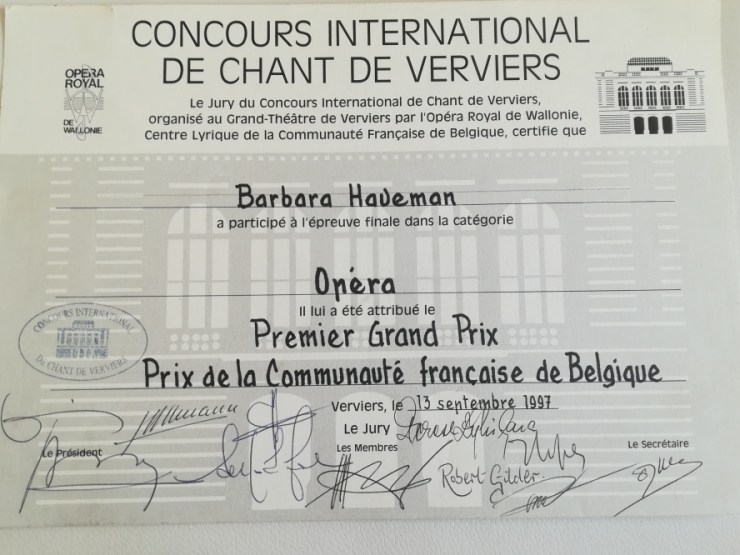 CONCOURS INTERNATIONAL
DE CHANT DE VERVIERS
OPERA
ROYAL
DE
WALLONIE
Le Jury du Concours International de Chant de Verviers,
organisé au Grand-Théâtre de Verviers par l'Opéra Royal de Wallonie,
Centre Lyrique de la Communauté Française de Belgique, certifie que
Barbara Haveman
a participé à l'épreuve finale dans la catégorie
Opéra
Il lui a été attribué le
Premier Grand Prix
Prix de la Communauté française de Belgique
CONCOURS INTERNATIONAL
DE CHANT DE VERVIERS
Verviers, le 13 septembre 1997
Le Jury
Le Président
Les Membres
Le Secrétaire
Robert Gilder.